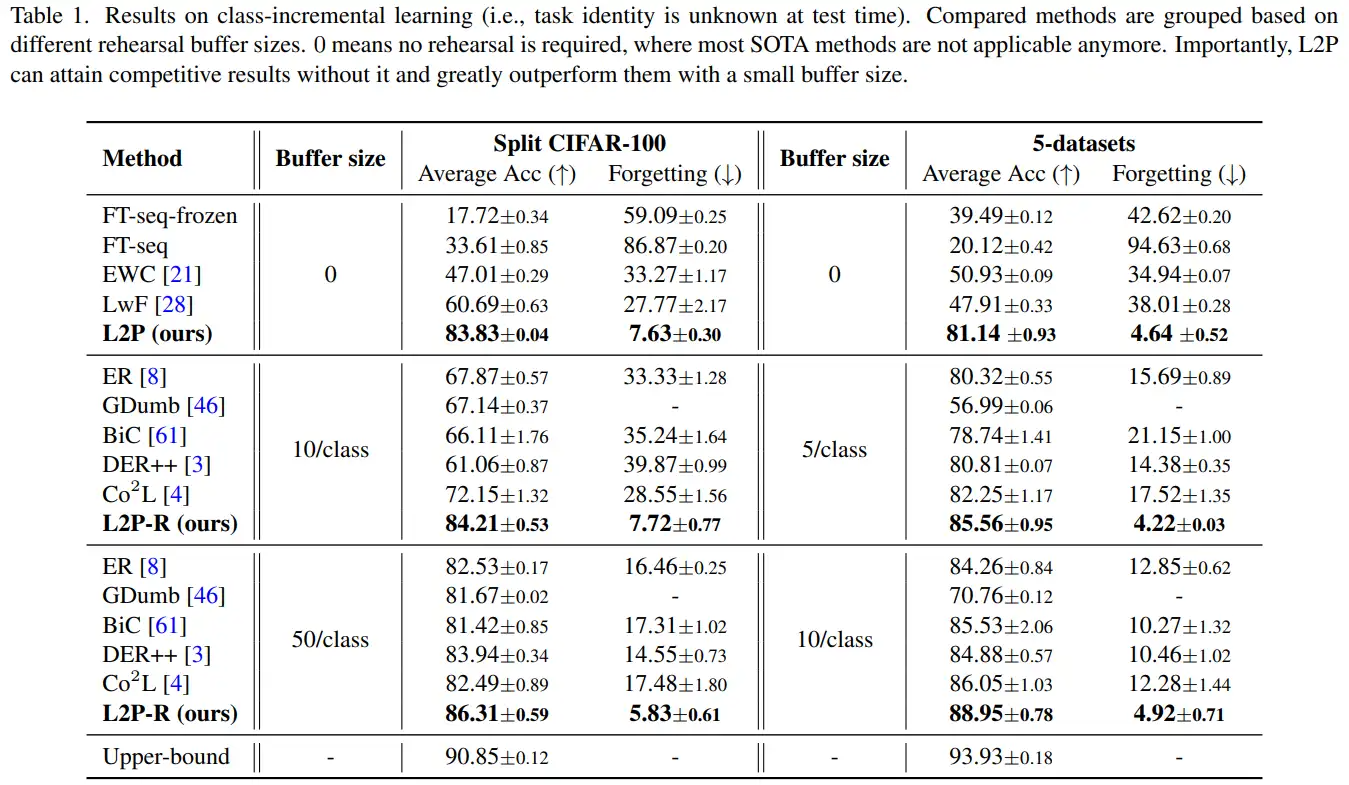 Table 1. Results on class-incremental learning (i.e., task identity is unknown at test time). Compared methods are grouped based on
different rehearsal buffer sizes. 0 means no rehearsal is required, where most SOTA methods are not applicable anymore. Importantly, L2P
can attain competitive results without it and greatly outperform them with a small buffer size.
Method Buffer size Split CIFAR-100 Buffer size 5-datasets
Average Acc (↑) Forgetting (↓) Average Acc (↑) Forgetting (↓)
FT-seq-frozen 17.72±0.34 59.09±0.25 39.49±0.12 42.62±0.20
FT-seq 33.61±0.85 86.87±0.20 20.12±0.42 94.63±0.68
EWC [21] 0 47.01±0.29 33.27±1.17 0 50.93±0.09 34.94±0.07
LwF [28] 60.69±0.63 27.77±2.17 47.91±0.33 38.01±0.28
L2P (ours) 83.83±0.04 7.63±0.30 81.14 ±0.93 4.64 ±0.52
ER [8] 67.87±0.57 33.33±1.28 80.32±0.55 15.69±0.89
GDumb [46] 67.14±0.37 - 56.99±0.06 -
BiC [61] 10/class 66.11±1.76 35.24±1.64 5/class 78.74±1.41 21.15±1.00
DER++ [3] 61.06±0.87 39.87±0.99 80.81±0.07 14.38±0.35
Co²L [4] 72.15±1.32 28.55±1.56 82.25±1.17 17.52±1.35
L2P-R (ours) 84.21±0.53 7.72±0.77 85.56±0.95 4.22±0.03
ER [8] 82.53±0.17 16.46±0.25 84.26±0.84 12.85±0.62
GDumb [46] 81.67±0.02 - 70.76±0.12 -
BiC [61] 50/class 81.42±0.85 17.31±1.02 10/class 85.53±2.06 10.27±1.32
DER++ [3] 83.94±0.34 14.55±0.73 84.88±0.57 10.46±1.02
Co²L [4] 82.49±0.89 17.48±1.80 86.05±1.03 12.28±1.44
L2P-R (ours) 86.31±0.59 5.83±0.61 88.95±0.78 4.92±0.71
Upper-bound - 90.85±0.12 - - 93.93±0.18 -